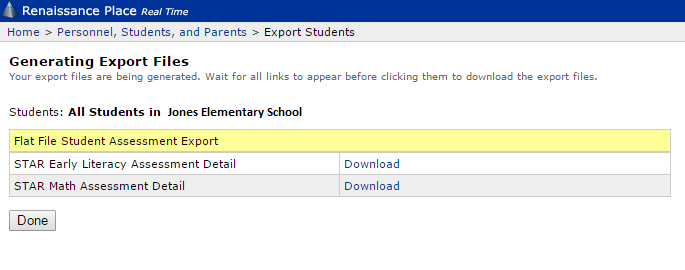 Renaissance Place Real Time
Home > Personnel, Students, and Parents > Export Students
Generating Export Files
Your export files are being generated. Wait for all links to appear before clicking them to download the export files.
Students: All Students in Jones Elementary School
Flat File Student Assessment Export
STAR Early Literacy Assessment Detail Download
STAR Math Assessment Detail Download
Done